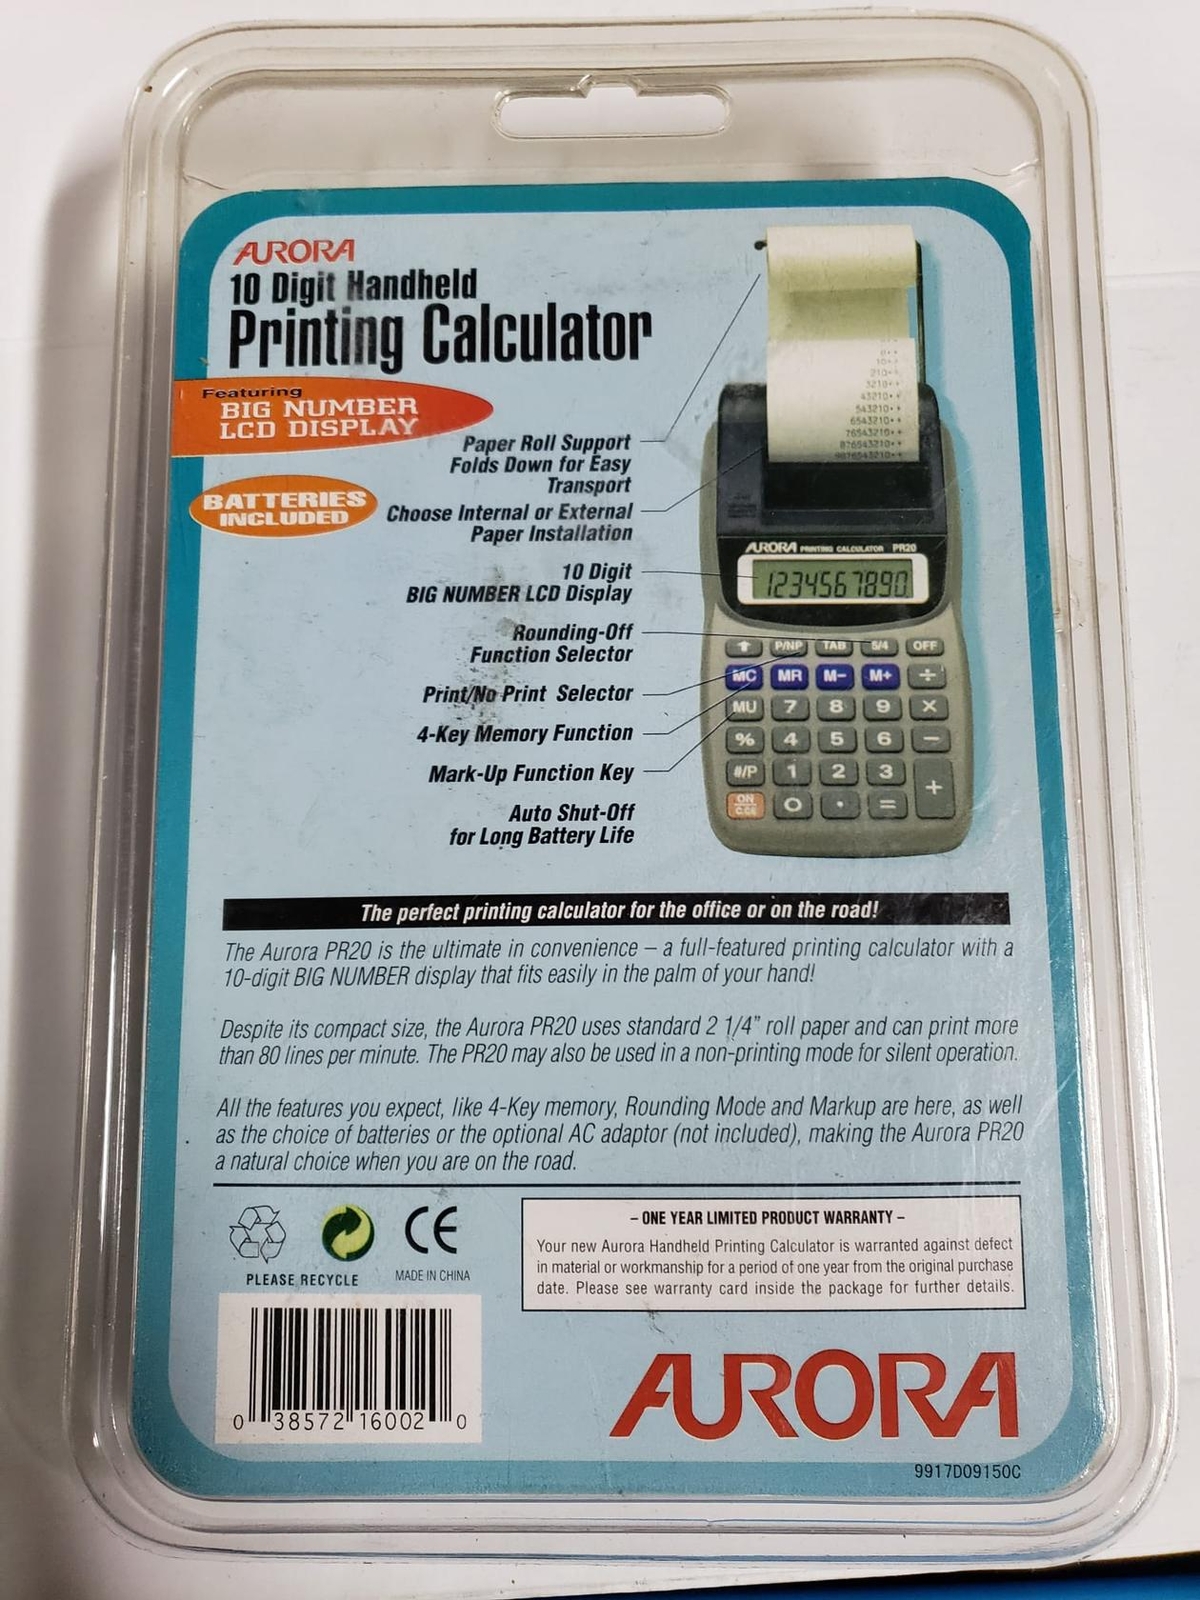 AURORA
10 Digit Handheld
Printing Calculator
Featuring
BIG NUMBER
LCD DISPLAY
BATTERIES
INCLUDED
Paper Roll Support
Folds Down for Easy
Transport
Choose Internal or External
Paper Installation
10 Digit
BIG NUMBER LCD Display
Rounding-Off
Function Selector
Print/No Print Selector
4-Key Memory Function
Mark-Up Function Key
Auto Shut-Off
for Long Battery Life
0
10
210
3210
43210
543210
6543210
76543210
876543210
9876543210
AURORA PRINTING CALCULATOR PR20
1234567890
P/NP TAB 5/4 OFF
MC MR M- M+ ÷
MU 7 8 9 X
% 4 5 6 -
#/P 1 2 3 +
ON
C.CE 0 . =
The perfect printing calculator for the office or on the road!
The Aurora PR20 is the ultimate in convenience – a full-featured printing calculator with a
10-digit BIG NUMBER display that fits easily in the palm of your hand!
Despite its compact size, the Aurora PR20 uses standard 2 1/4" roll paper and can print more
than 80 lines per minute. The PR20 may also be used in a non-printing mode for silent operation.
All the features you expect, like 4-Key memory, Rounding Mode and Markup are here, as well
as the choice of batteries or the optional AC adaptor (not included), making the Aurora PR20
a natural choice when you are on the road.
CE
PLEASE RECYCLE
MADE IN CHINA
– ONE YEAR LIMITED PRODUCT WARRANTY –
Your new Aurora Handheld Printing Calculator is warranted against defect
in material or workmanship for a period of one year from the original purchase
date. Please see warranty card inside the package for further details.
0 38572 16002 0
AURORA
9917D09150C